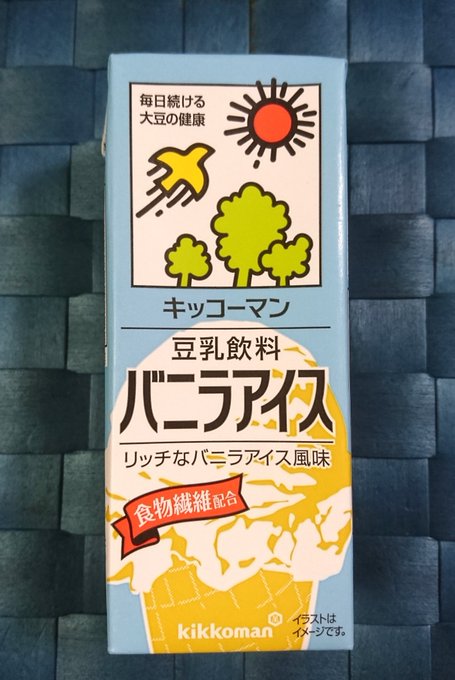 毎日続ける
大豆の健康
キッコーマン
豆乳飲料
バニラアイス
リッチなバニラアイス風味
食物繊維配合
kikkoman
イラストは
イメージです。